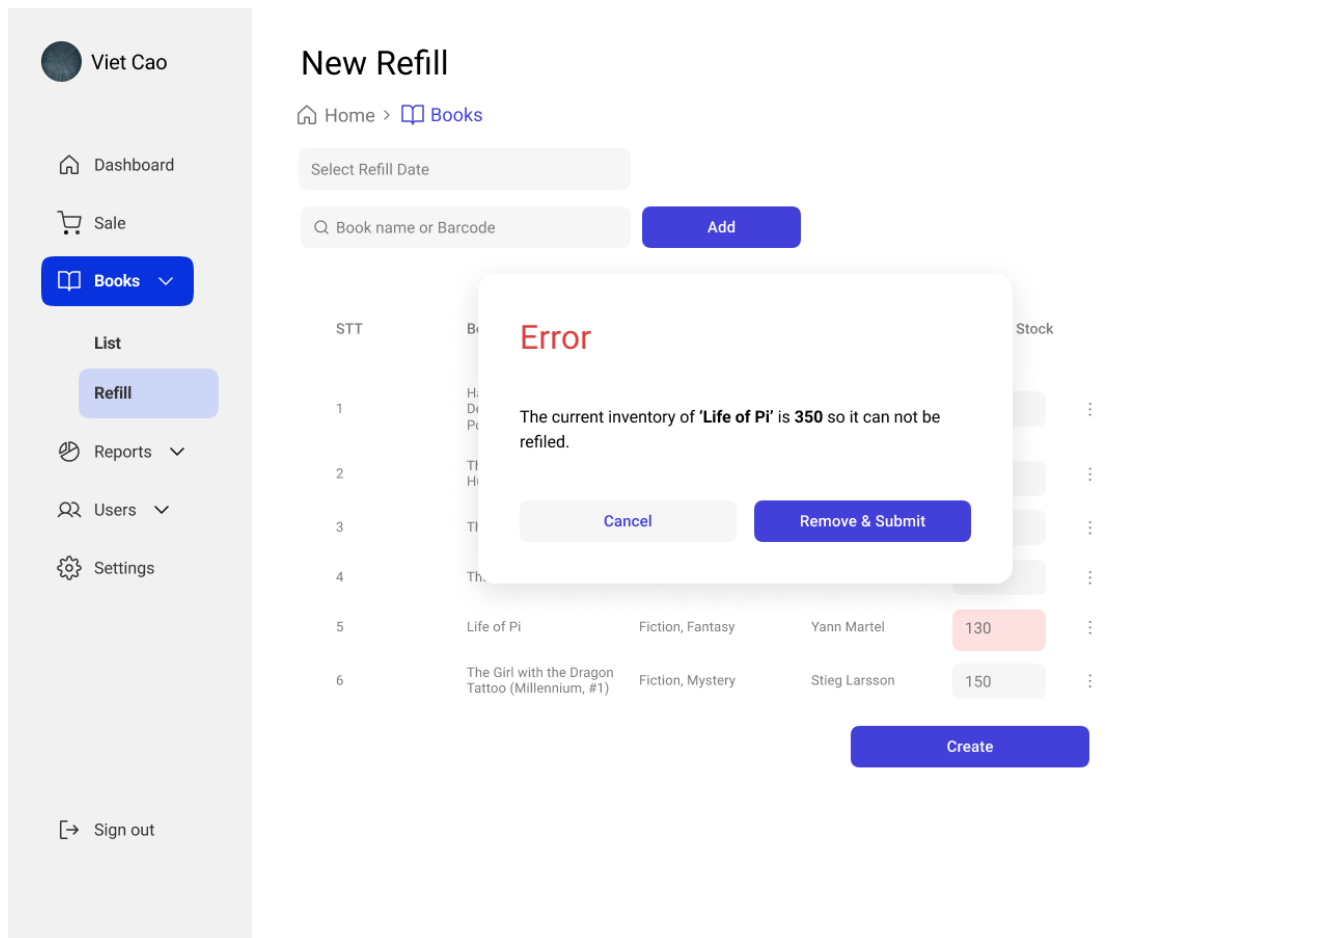 Viet Cao
Dashboard
Sale
Books
List
Refill
Reports
Users
Settings
Sign out
New Refill
Home > Books
Select Refill Date
Book name or Barcode
Add
STT
Stock
1
2
3
4
Error
The current inventory of ‘Life of Pi’ is 350 so it can not be
refiled.
Cancel
Remove & Submit
5 Life of Pi Fiction, Fantasy Yann Martel 130
6 The Girl with the Dragon
Tattoo (Millennium, #1) Fiction, Mystery Stieg Larsson 150
Create